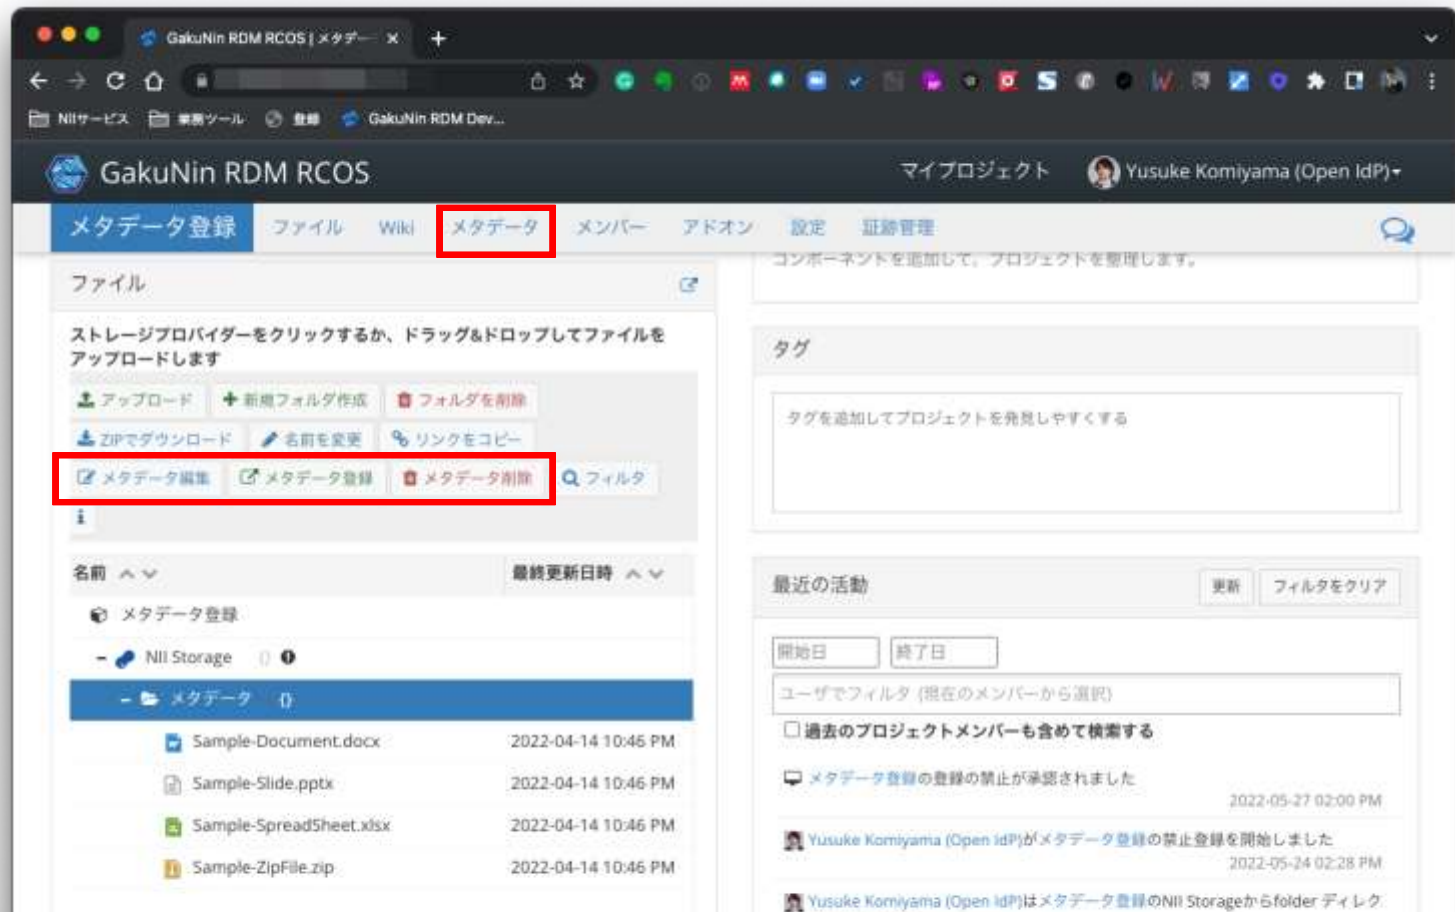 GakuNin RDM RCOS | メタデー
NIIサービス 業務ツール 登録 GakuNin RDM Dev...
GakuNin RDM RCOS マイプロジェクト Yusuke Komiyama (Open IdP)
メタデータ登録 ファイル Wiki メタデータ メンバー アドオン 設定 証跡管理
ファイル
ストレージプロバイダーをクリックするか、ドラッグ&ドロップしてファイルを
アップロードします
アップロード 新規フォルダ作成 フォルダを削除
ZIPでダウンロード 名前を変更 リンクをコピー
メタデータ編集 メタデータ登録 メタデータ削除 フィルタ
名前 最終更新日時
メタデータ登録
NII Storage {}
メタデータ {}
Sample-Document.docx 2022-04-14 10:46 PM
Sample-Slide.pptx 2022-04-14 10:46 PM
Sample-SpreadSheet.xlsx 2022-04-14 10:46 PM
Sample-ZipFile.zip 2022-04-14 10:46 PM
コンポーネントを追加して、プロジェクトを整理します。
タグ
タグを追加してプロジェクトを発見しやすくする
最近の活動 更新 フィルタをクリア
開始日 終了日
ユーザでフィルタ (現在のメンバーから選択)
過去のプロジェクトメンバーも含めて検索する
メタデータ登録の登録の禁止が承認されました
2022-05-27 02:00 PM
Yusuke Komiyama (Open IdP)がメタデータ登録の禁止登録を開始しました
2022-05-24 02:28 PM
Yusuke Komiyama (Open IdP)はメタデータ登録のNII Storageからfolder ディレク